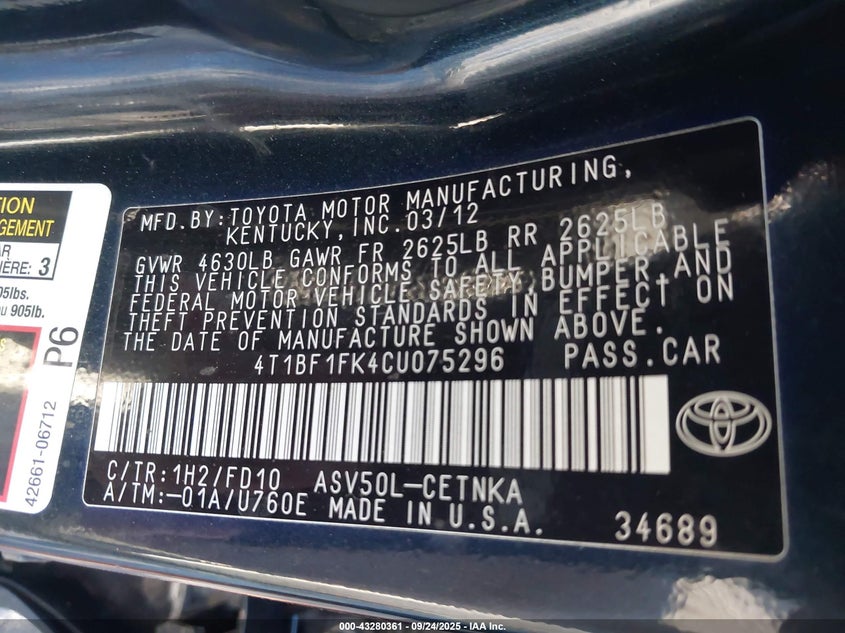 MFD. BY: TOYOTA MOTOR MANUFACTURING,
KENTUCKY, INC. 03/12
GVWR 4630LB GAWR FR 2625LB RR 2625LB
THIS VEHICLE CONFORMS TO ALL APPLICABLE
FEDERAL MOTOR VEHICLE SAFETY, BUMPER, AND
THEFT PREVENTION STANDARDS IN EFFECT ON
THE DATE OF MANUFACTURE SHOWN ABOVE.
4T1BF1FK4CU075296 PASS. CAR
C/TR: 1H2/FD10 ASV50L-CETNKA
A/TM: -01A/U760E MADE IN U.S.A.
34689
3
905lb.
P6
42661-06712
000-43280361 - 09/24/2025 - IAA Inc.